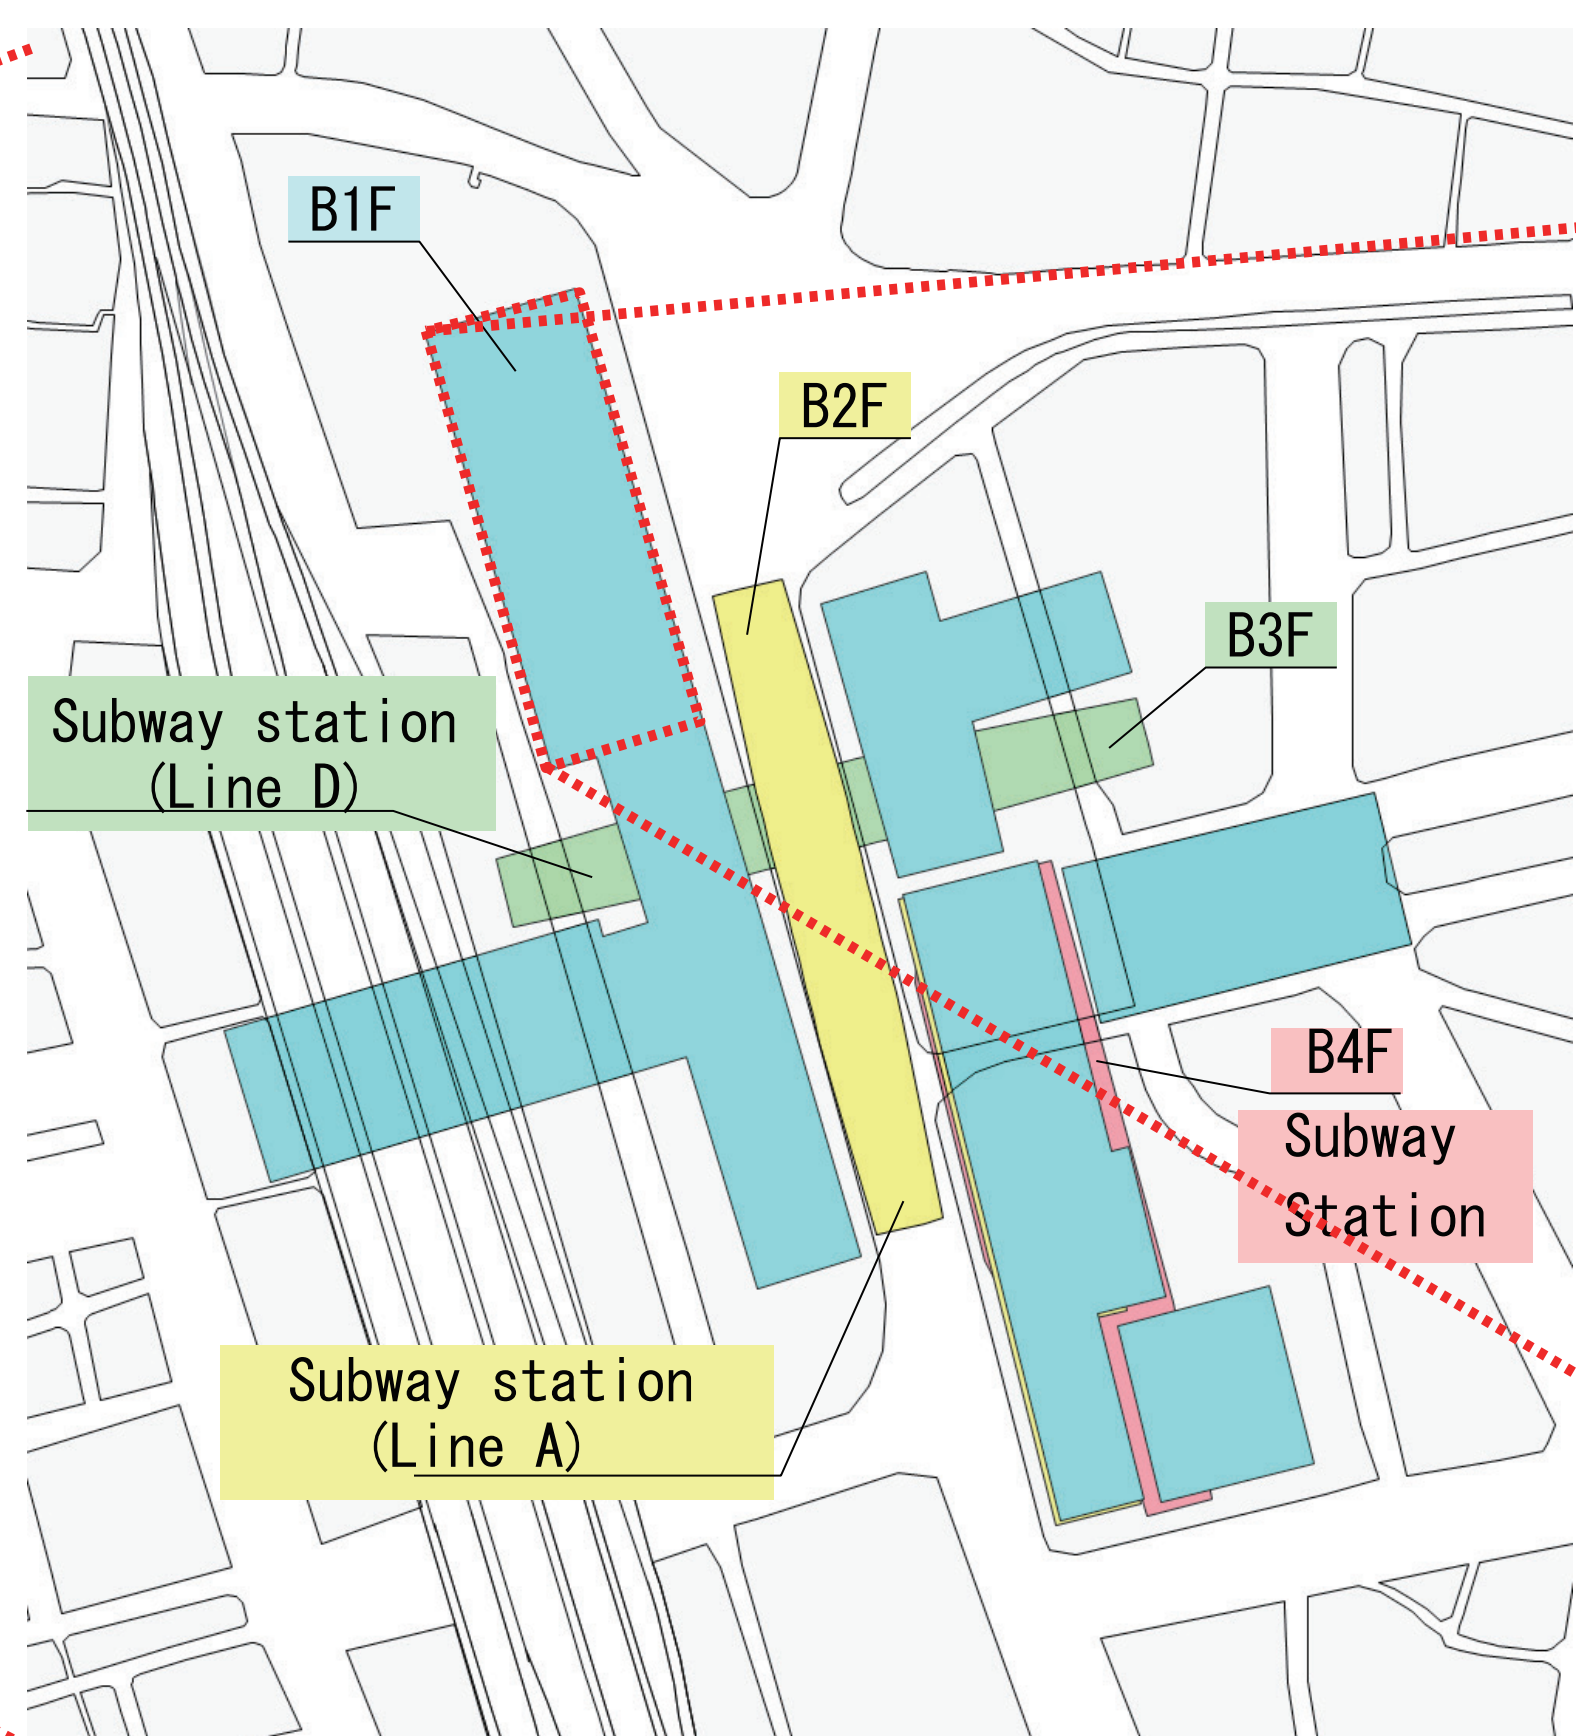 B1F
B2F
B3F
Subway station
(Line D)
B4F
Subway
Station
Subway station
(Line A)